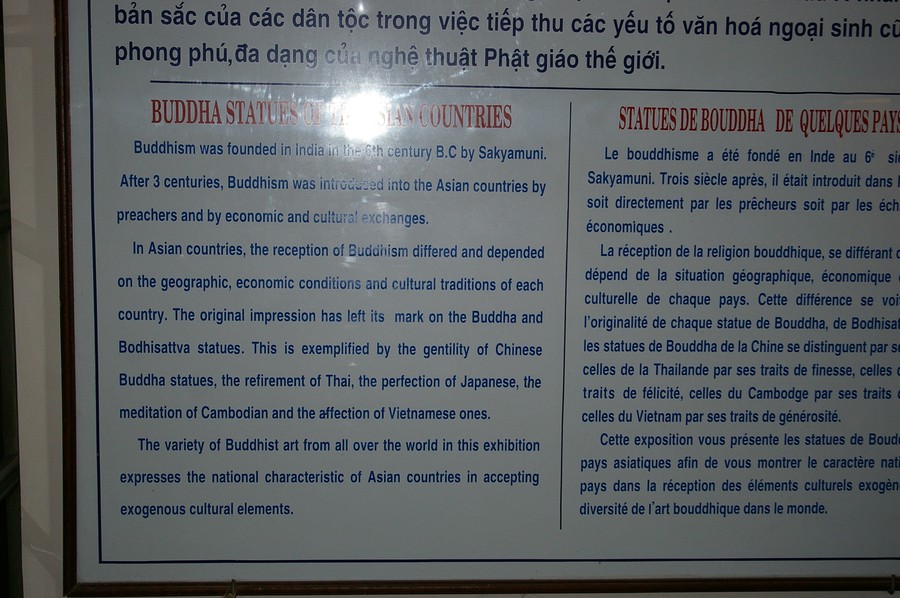 bản sắc của các dân tộc trong việc tiếp thu các yếu tố văn hoá ngoại sinh
phong phú,đa dạng của nghệ thuật Phật giáo thế giới.
BUDDHA STATUES OF ASIAN COUNTRIES
Buddhism was founded in India in the 6th century B.C by Sakyamuni.
After 3 centuries, Buddhism was introduced into the Asian countries by
preachers and by economic and cultural exchanges.
In Asian countries, the reception of Buddhism differed and depended
on the geographic, economic conditions and cultural traditions of each
country. The original impression has left its mark on the Buddha and
Bodhisattva statues. This is exemplified by the gentility of Chinese
Buddha statues, the refirement of Thai, the perfection of Japanese, the
meditation of Cambodian and the affection of Vietnamese ones.
The variety of Buddhist art from all over the world in this exhibition
expresses the national characteristic of Asian countries in accepting
exogenous cultural elements.
STATUES DE BOUDDHA DE QUELQUES PAYS
Le bouddhisme a été fondé en Inde au 6e
Sakyamuni. Trois siècle après, il était introduit dans
soit directement par les prêcheurs soit par les
économiques .
La réception de la religion bouddhique, se différant
dépend de la situation géographique, économique
culturelle de chaque pays. Cette différence se
l'originalité de chaque statue de Bouddha, de
les statues de Bouddha de la Chine se distinguent par
celles de la Thailande par ses traits de finesse, celles
traits de félicité, celles du Cambodge par ses traits
celles du Vietnam par ses traits de générosité.
Cette exposition vous présente les statues de
pays asiatiques afin de vous montrer le caractère
pays dans la réception des éléments culturels
diversité de l'art bouddhique dans le monde.